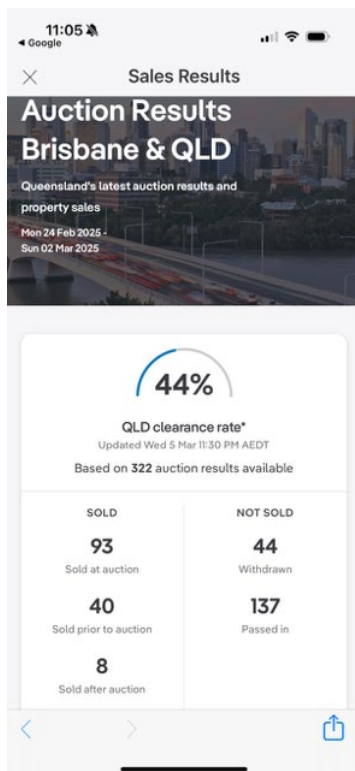 11:05
Google
Sales Results
Auction Results
Brisbane & QLD
Queensland's latest auction results and
property sales
Mon 24 Feb 2025 -
Sun 02 Mar 2025
44%
QLD clearance rate*
Updated Wed 5 Mar 11:30 PM AEDT
Based on 322 auction results available
SOLD
NOT SOLD
93
44
Sold at auction
Withdrawn
40
137
Sold prior to auction
Passed in
8
Sold after auction